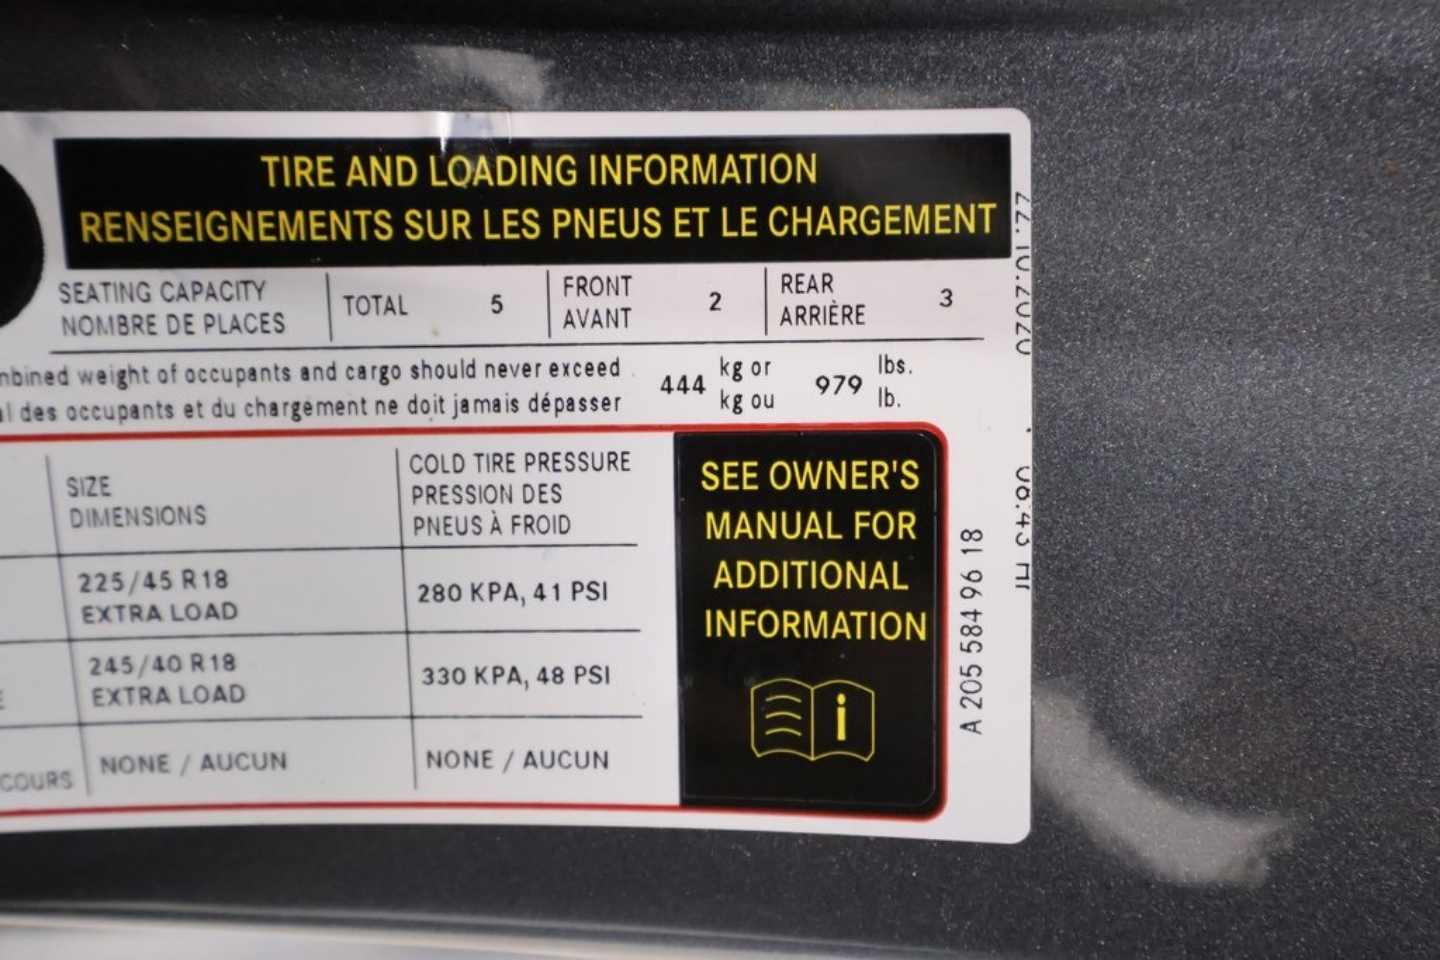 TIRE AND LOADING INFORMATION
RENSEIGNEMENTS SUR LES PNEUS ET LE CHARGEMENT
SEATING CAPACITY
NOMBRE DE PLACES
TOTAL 5
FRONT
AVANT
2
REAR
ARRIÈRE
3
mbined weight of occupants and cargo should never exceed
al des occupants et du chargement ne doit jamais dépasser
444
kg or
kg ou
979
lbs.
lb.
SIZE
DIMENSIONS
COLD TIRE PRESSURE
PRESSION DES
PNEUS À FROID
225/45 R18
EXTRA LOAD
280 KPA, 41 PSI
245/40 R18
EXTRA LOAD
330 KPA, 48 PSI
COURS
NONE / AUCUN
NONE / AUCUN
SEE OWNER'S
MANUAL FOR
ADDITIONAL
INFORMATION
i
A 205 584 96 18
22.10.2020